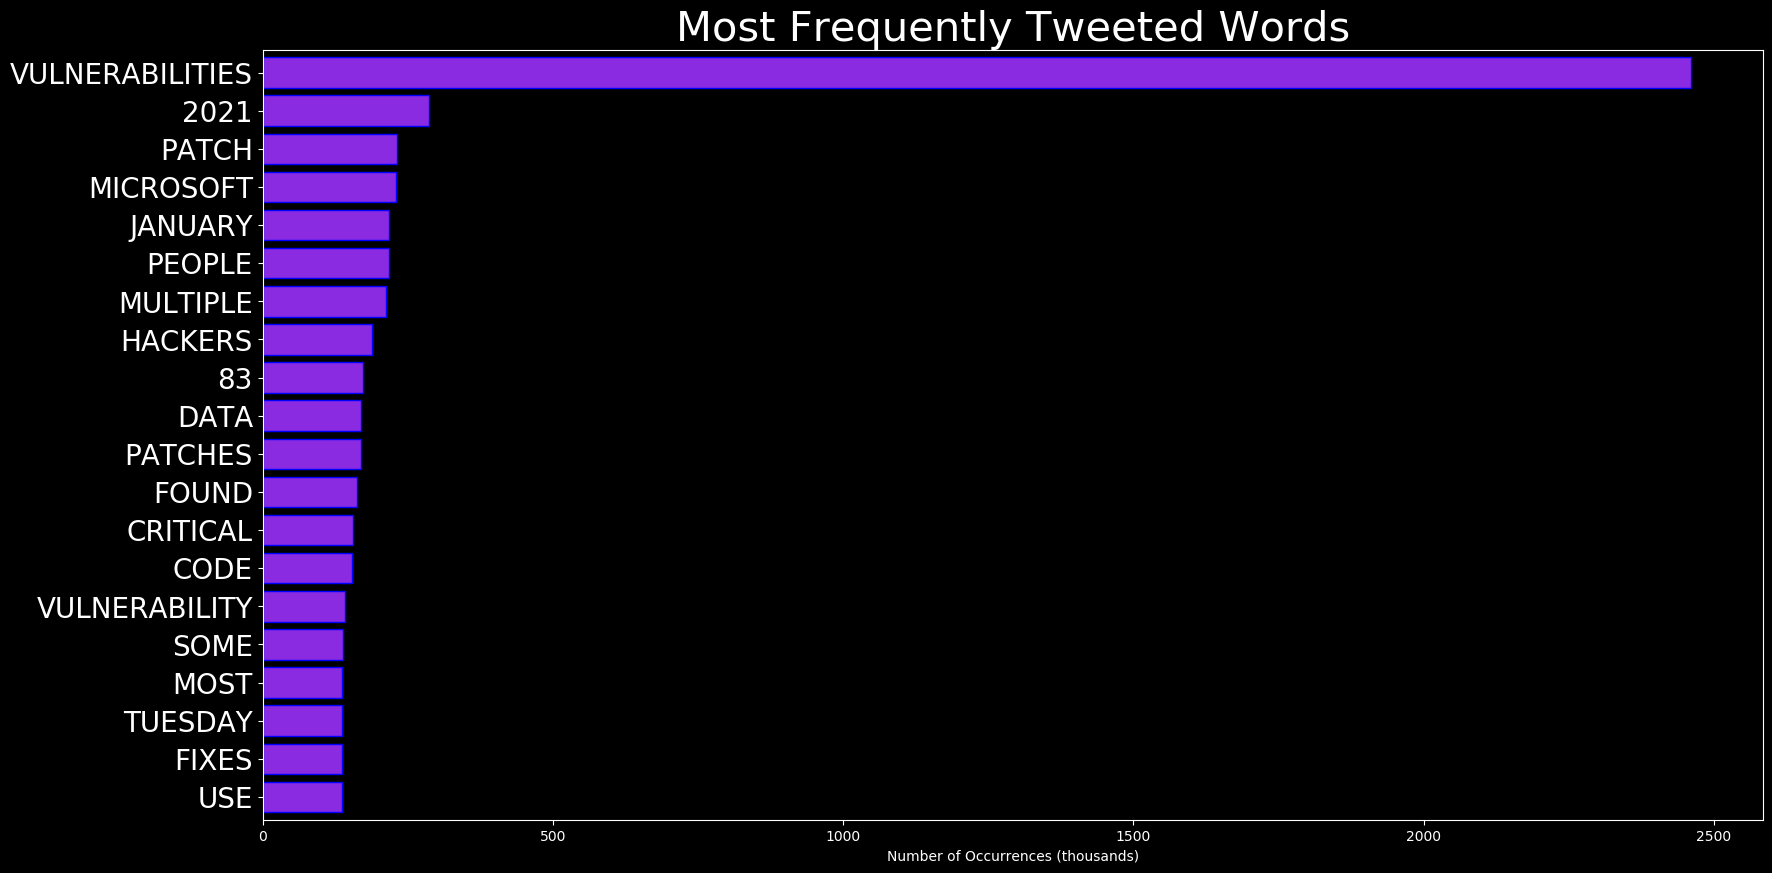 Most Frequently Tweeted Words
VULNERABILITIES
2021
PATCH
MICROSOFT
JANUARY
PEOPLE
MULTIPLE
HACKERS
83
DATA
PATCHES
FOUND
CRITICAL
CODE
VULNERABILITY
SOME
MOST
TUESDAY
FIXES
USE
0 500 1000 1500 2000 2500
Number of Occurrences (thousands)